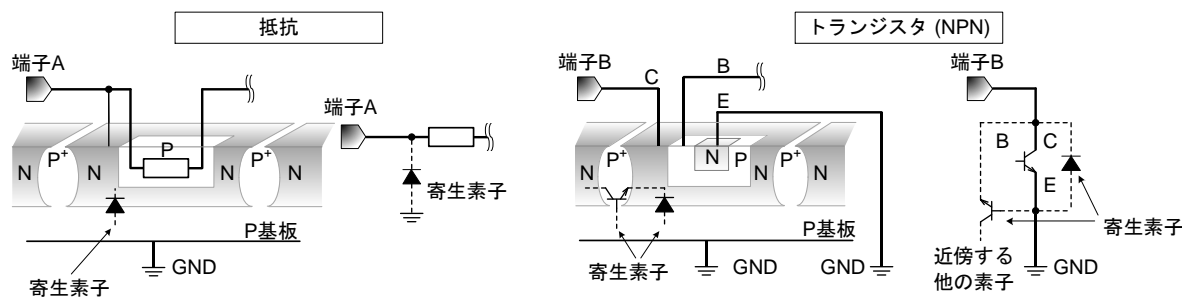 抵抗
端子A
P
N
P+
N
N
P+
N
P基板
GND
寄生素子
端子A
寄生素子
トランジスタ (NPN)
端子B
C
B
E
N
P+
N
N
P
N
P+
N
P基板
寄生素子
GND
GND
端子B
B
C
E
寄生素子
近傍する
他の素子
GND